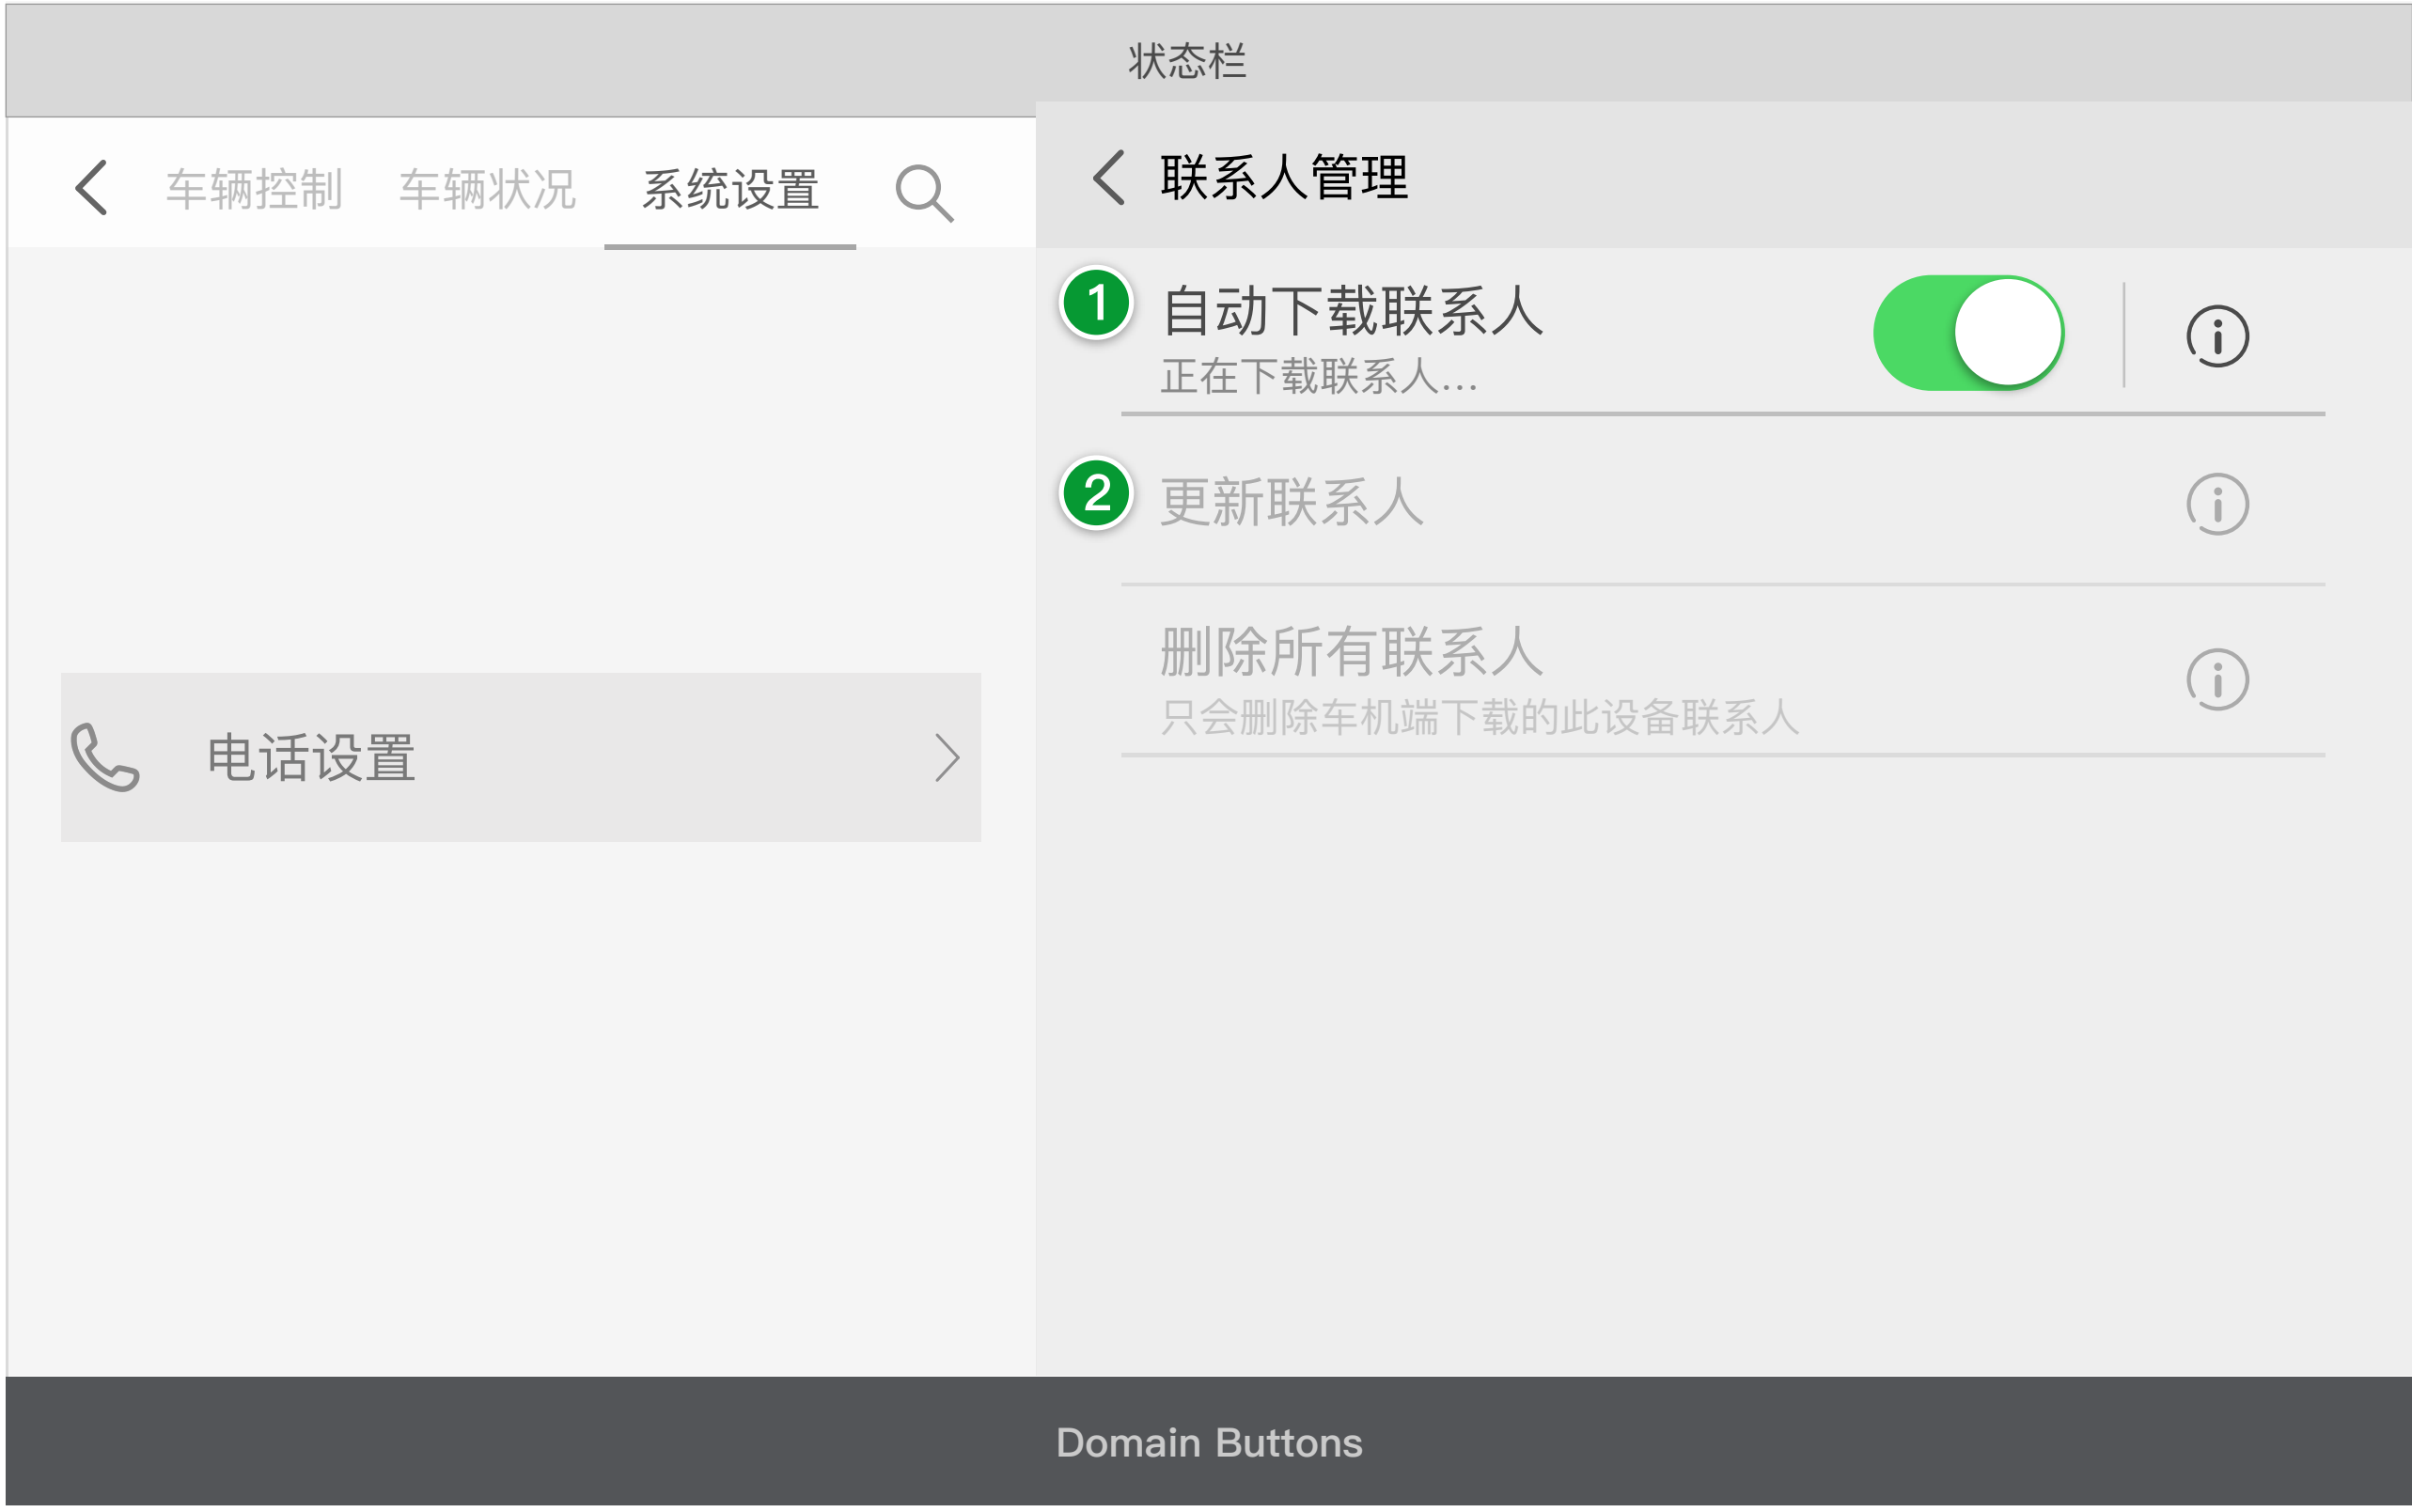 状态栏
车辆控制 车辆状况 系统设置
联系人管理
1 自动下载联系人
正在下载联系人...
2 更新联系人
删除所有联系人
只会删除车机端下载的此设备联系人
电话设置
Domain Buttons